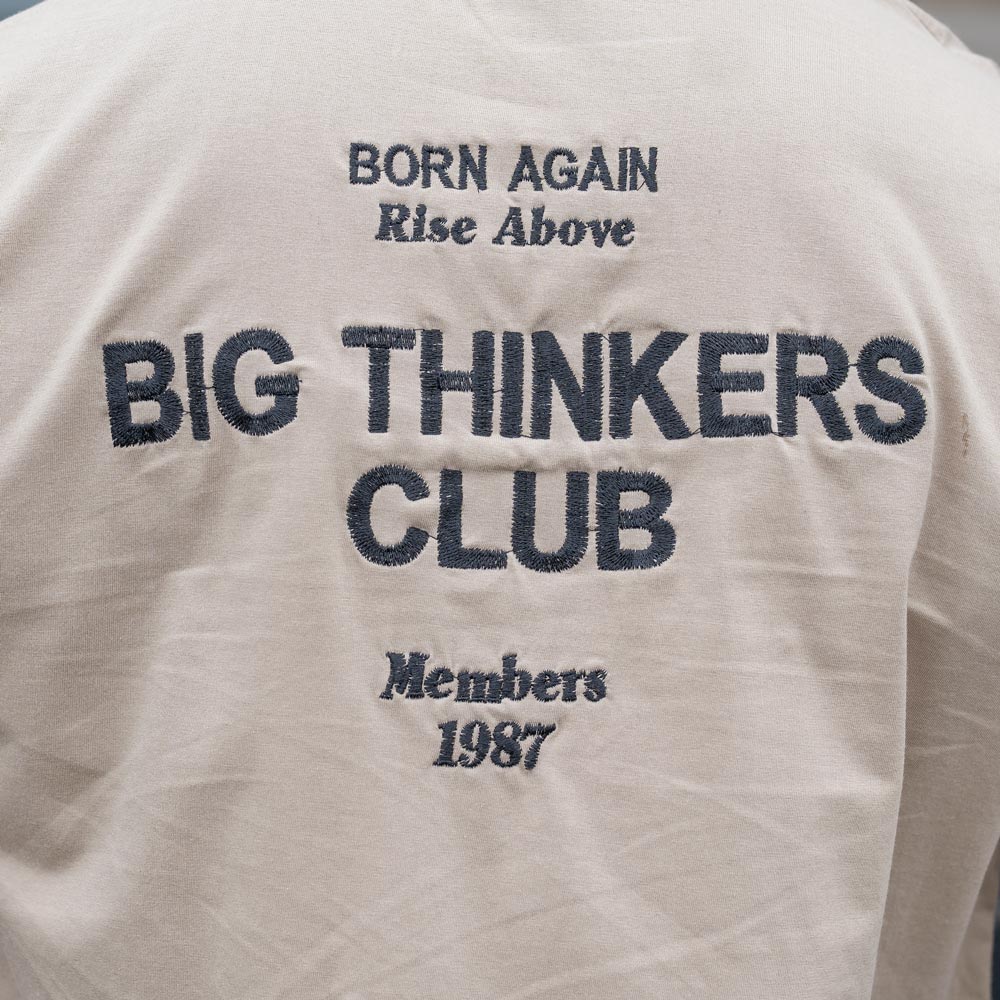 BORN AGAIN
Rise Above
BIG THINKERS
CLUB
Members
1987